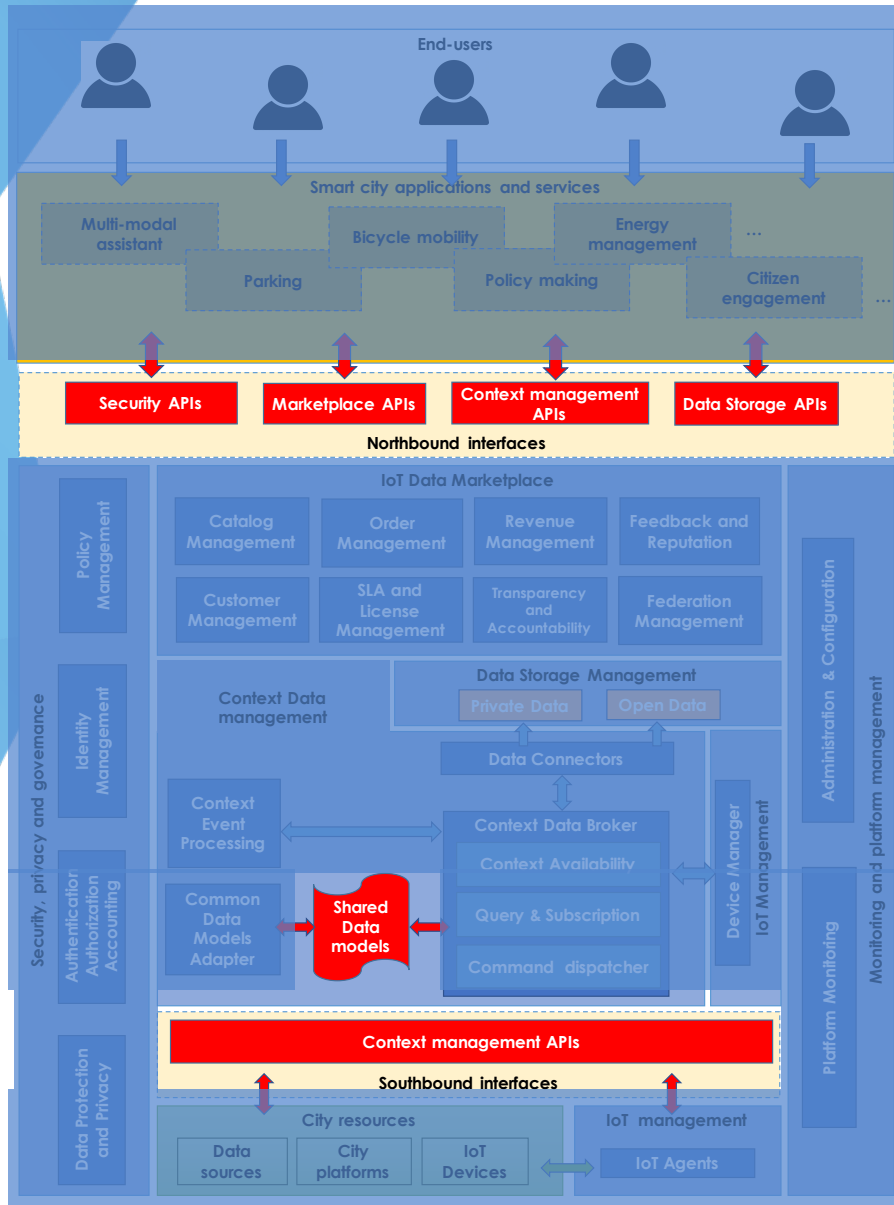 End-users
Smart city applications and services
Multi-modal
assistant
Parking
Bicycle mobility
Policy making
Energy
management
...
Citizen
engagement
...
Security APIs
Marketplace APIs
Context management
APIs
Data Storage APIs
Northbound interfaces
Security, privacy and governance
Policy
Management
Identity
Management
Authentication
Authorization
Accounting
Data Protection
and Privacy
IoT Data Marketplace
Catalog
Management
Order
Management
Revenue
Management
Feedback and
Reputation
Customer
Management
SLA and
License
Management
Transparency
and
Accountability
Federation
Management
Context Data
management
Data Storage Management
Private Data
Open Data
Data Connectors
Context
Event
Processing
Context Data Broker
Context Availability
Query & Subscription
Command dispatcher
Common
Data
Models
Adapter
Shared
Data
models
Device Manager
IoT Management
Administration & Configuration
Platform Monitoring
Monitoring and platform management
Context management APIs
Southbound interfaces
City resources
Data
sources
City
platforms
IoT
Devices
IoT management
IoT Agents